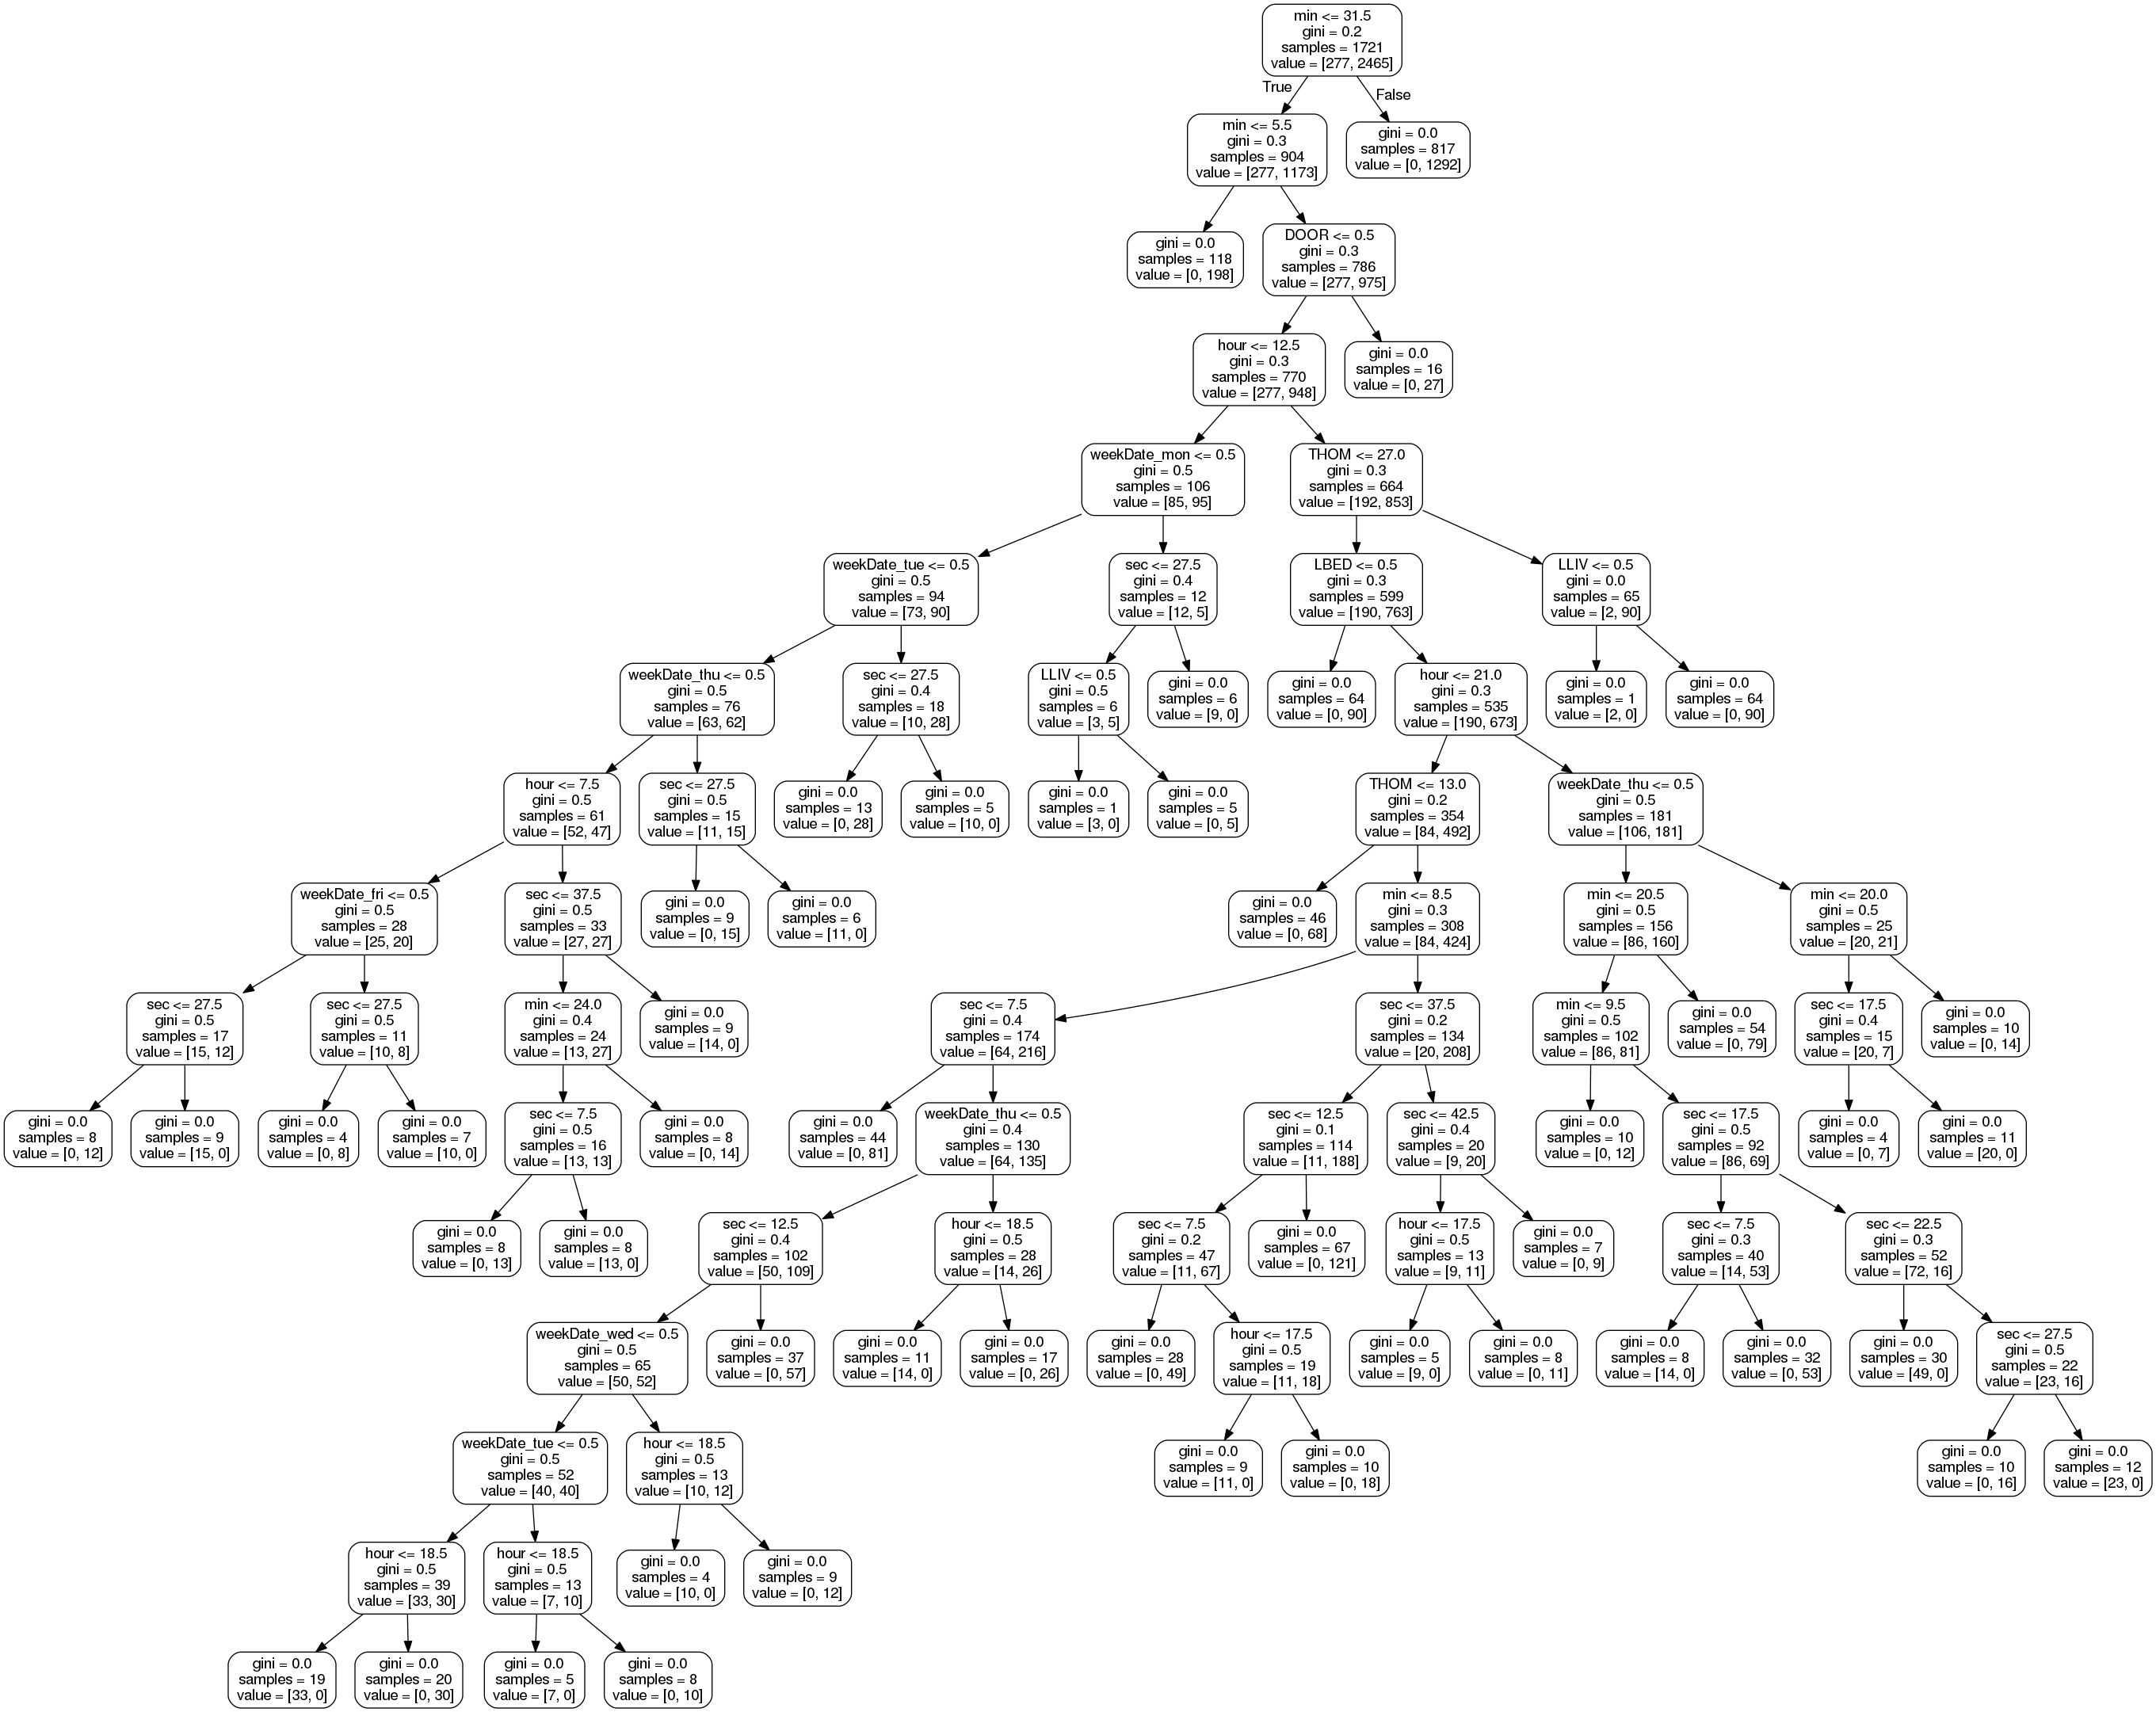 min <= 31.5
gini = 0.2
samples = 1721
value = [277, 2465]
True
False
min <= 5.5
gini = 0.3
samples = 904
value = [277, 1173]
gini = 0.0
samples = 817
value = [0, 1292]
gini = 0.0
samples = 118
value = [0, 198]
DOOR <= 0.5
gini = 0.3
samples = 786
value = [277, 975]
hour <= 12.5
gini = 0.3
samples = 770
value = [277, 948]
gini = 0.0
samples = 16
value = [0, 27]
weekDate_mon <= 0.5
gini = 0.5
samples = 106
value = [85, 95]
THOM <= 27.0
gini = 0.3
samples = 664
value = [192, 853]
weekDate_tue <= 0.5
gini = 0.5
samples = 94
value = [73, 90]
sec <= 27.5
gini = 0.4
samples = 12
value = [12, 5]
LBED <= 0.5
gini = 0.3
samples = 599
value = [190, 763]
LLIV <= 0.5
gini = 0.0
samples = 65
value = [2, 90]
weekDate_thu <= 0.5
gini = 0.5
samples = 76
value = [63, 62]
sec <= 27.5
gini = 0.4
samples = 18
value = [10, 28]
LLIV <= 0.5
gini = 0.5
samples = 6
value = [3, 5]
gini = 0.0
samples = 6
value = [9, 0]
gini = 0.0
samples = 64
value = [0, 90]
hour <= 21.0
gini = 0.3
samples = 535
value = [190, 673]
gini = 0.0
samples = 1
value = [2, 0]
gini = 0.0
samples = 64
value = [0, 90]
hour <= 7.5
gini = 0.5
samples = 61
value = [52, 47]
sec <= 27.5
gini = 0.5
samples = 15
value = [11, 15]
gini = 0.0
samples = 13
value = [0, 28]
gini = 0.0
samples = 5
value = [10, 0]
gini = 0.0
samples = 1
value = [3, 0]
gini = 0.0
samples = 5
value = [0, 5]
THOM <= 13.0
gini = 0.2
samples = 354
value = [84, 492]
weekDate_thu <= 0.5
gini = 0.5
samples = 181
value = [106, 181]
weekDate_fri <= 0.5
gini = 0.5
samples = 28
value = [25, 20]
sec <= 37.5
gini = 0.5
samples = 33
value = [27, 27]
gini = 0.0
samples = 9
value = [0, 15]
gini = 0.0
samples = 6
value = [11, 0]
gini = 0.0
samples = 46
value = [0, 68]
min <= 8.5
gini = 0.3
samples = 308
value = [84, 424]
min <= 20.5
gini = 0.5
samples = 156
value = [86, 160]
min <= 20.0
gini = 0.5
samples = 25
value = [20, 21]
sec <= 27.5
gini = 0.5
samples = 17
value = [15, 12]
sec <= 27.5
gini = 0.5
samples = 11
value = [10, 8]
min <= 24.0
gini = 0.4
samples = 24
value = [13, 27]
gini = 0.0
samples = 9
value = [14, 0]
sec <= 7.5
gini = 0.4
samples = 174
value = [64, 216]
sec <= 37.5
gini = 0.2
samples = 134
value = [20, 208]
min <= 9.5
gini = 0.5
samples = 102
value = [86, 81]
gini = 0.0
samples = 54
value = [0, 79]
sec <= 17.5
gini = 0.4
samples = 15
value = [20, 7]
gini = 0.0
samples = 10
value = [0, 14]
gini = 0.0
samples = 8
value = [0, 12]
gini = 0.0
samples = 9
value = [15, 0]
gini = 0.0
samples = 4
value = [0, 8]
gini = 0.0
samples = 7
value = [10, 0]
sec <= 7.5
gini = 0.5
samples = 16
value = [13, 13]
gini = 0.0
samples = 8
value = [0, 14]
gini = 0.0
samples = 44
value = [0, 81]
weekDate_thu <= 0.5
gini = 0.4
samples = 130
value = [64, 135]
sec <= 12.5
gini = 0.1
samples = 114
value = [11, 188]
sec <= 42.5
gini = 0.4
samples = 20
value = [9, 20]
gini = 0.0
samples = 10
value = [0, 12]
sec <= 17.5
gini = 0.5
samples = 92
value = [86, 69]
gini = 0.0
samples = 4
value = [0, 7]
gini = 0.0
samples = 11
value = [20, 0]
gini = 0.0
samples = 8
value = [0, 13]
gini = 0.0
samples = 8
value = [13, 0]
sec <= 12.5
gini = 0.4
samples = 102
value = [50, 109]
hour <= 18.5
gini = 0.5
samples = 28
value = [14, 26]
sec <= 7.5
gini = 0.2
samples = 47
value = [11, 67]
gini = 0.0
samples = 67
value = [0, 121]
hour <= 17.5
gini = 0.5
samples = 13
value = [9, 11]
gini = 0.0
samples = 7
value = [0, 9]
sec <= 7.5
gini = 0.3
samples = 40
value = [14, 53]
sec <= 22.5
gini = 0.3
samples = 52
value = [72, 16]
weekDate_wed <= 0.5
gini = 0.5
samples = 65
value = [50, 52]
gini = 0.0
samples = 37
value = [0, 57]
gini = 0.0
samples = 11
value = [14, 0]
gini = 0.0
samples = 17
value = [0, 26]
gini = 0.0
samples = 28
value = [0, 49]
hour <= 17.5
gini = 0.5
samples = 19
value = [11, 18]
gini = 0.0
samples = 5
value = [9, 0]
gini = 0.0
samples = 8
value = [0, 11]
gini = 0.0
samples = 8
value = [14, 0]
gini = 0.0
samples = 32
value = [0, 53]
gini = 0.0
samples = 30
value = [49, 0]
sec <= 27.5
gini = 0.5
samples = 22
value = [23, 16]
weekDate_tue <= 0.5
gini = 0.5
samples = 52
value = [40, 40]
hour <= 18.5
gini = 0.5
samples = 13
value = [10, 12]
gini = 0.0
samples = 9
value = [11, 0]
gini = 0.0
samples = 10
value = [0, 18]
gini = 0.0
samples = 10
value = [0, 16]
gini = 0.0
samples = 12
value = [23, 0]
hour <= 18.5
gini = 0.5
samples = 39
value = [33, 30]
hour <= 18.5
gini = 0.5
samples = 13
value = [7, 10]
gini = 0.0
samples = 4
value = [10, 0]
gini = 0.0
samples = 9
value = [0, 12]
gini = 0.0
samples = 19
value = [33, 0]
gini = 0.0
samples = 20
value = [0, 30]
gini = 0.0
samples = 5
value = [7, 0]
gini = 0.0
samples = 8
value = [0, 10]